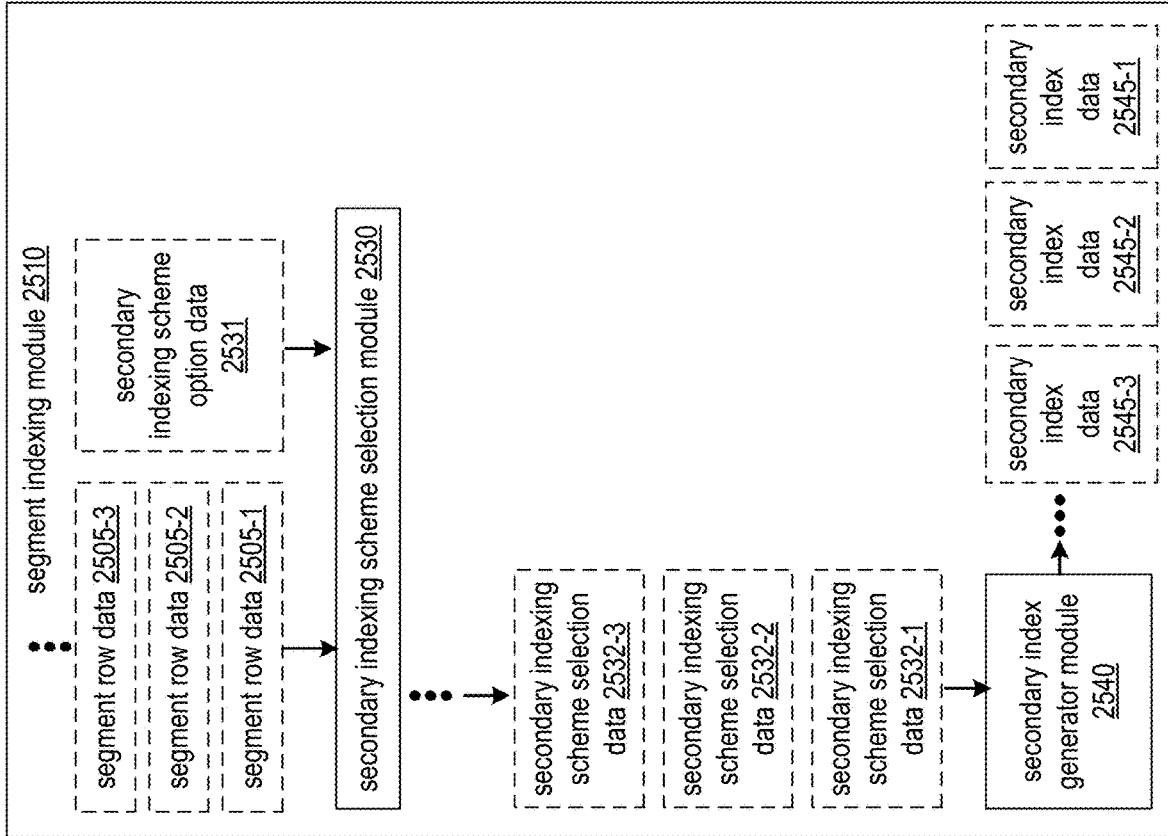 segment indexing module 2510
segment row data 2505-3
segment row data 2505-2
segment row data 2505-1
secondary
indexing scheme
option data
2531
secondary indexing scheme selection module 2530
secondary indexing
scheme selection
data 2532-3
secondary indexing
scheme selection
data 2532-2
secondary indexing
scheme selection
data 2532-1
secondary index
generator module
2540
secondary
index
data
2545-3
secondary
index
data
2545-2
secondary
index
data
2545-1